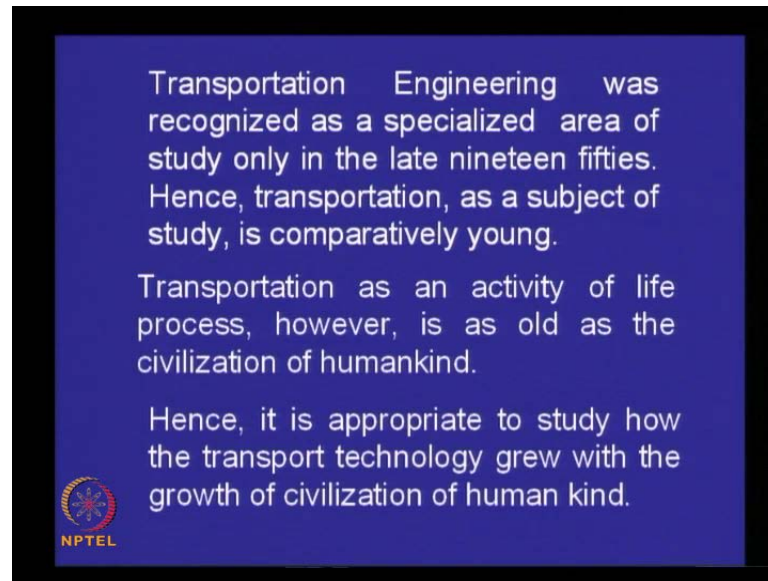 Transportation Engineering was
recognized as a specialized area of
study only in the late nineteen fifties.
Hence, transportation, as a subject of
study, is comparatively young.
Transportation as an activity of life
process, however, is as old as the
civilization of humankind.
Hence, it is appropriate to study how
the transport technology grew with the
growth of civilization of human kind.
NPTEL